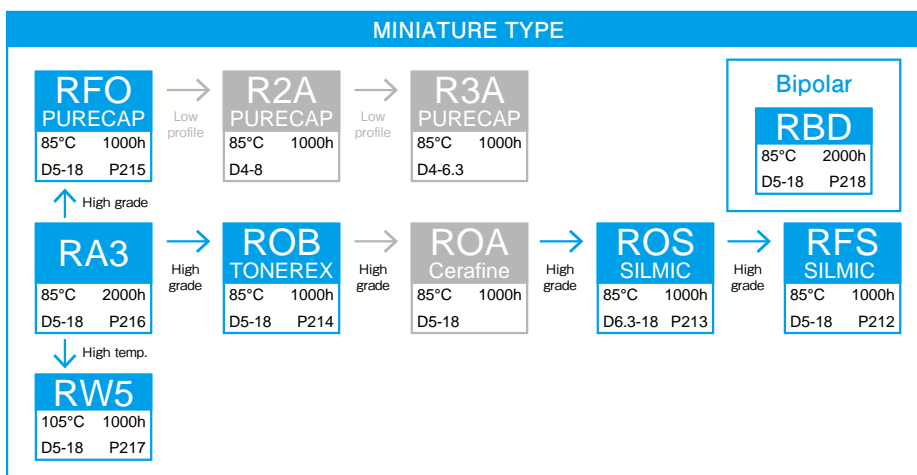 MINIATURE TYPE
RFO
PURECAP
85°C 1000h
D5-18 P215
Low
profile
R2A
PURECAP
85°C 1000h
D4-8
Low
profile
R3A
PURECAP
85°C 1000h
D4-6.3
Bipolar
RBD
85°C 2000h
D5-18 P218
High grade
RA3
85°C 2000h
D5-18 P216
High
grade
ROB
TONEREX
85°C 1000h
D5-18 P214
High
grade
ROA
Cerafine
85°C 1000h
D5-18
High
grade
ROS
SILMIC
85°C 1000h
D6.3-18 P213
High
grade
RFS
SILMIC
85°C 1000h
D5-18 P212
High temp.
RW5
105°C 1000h
D5-18 P217